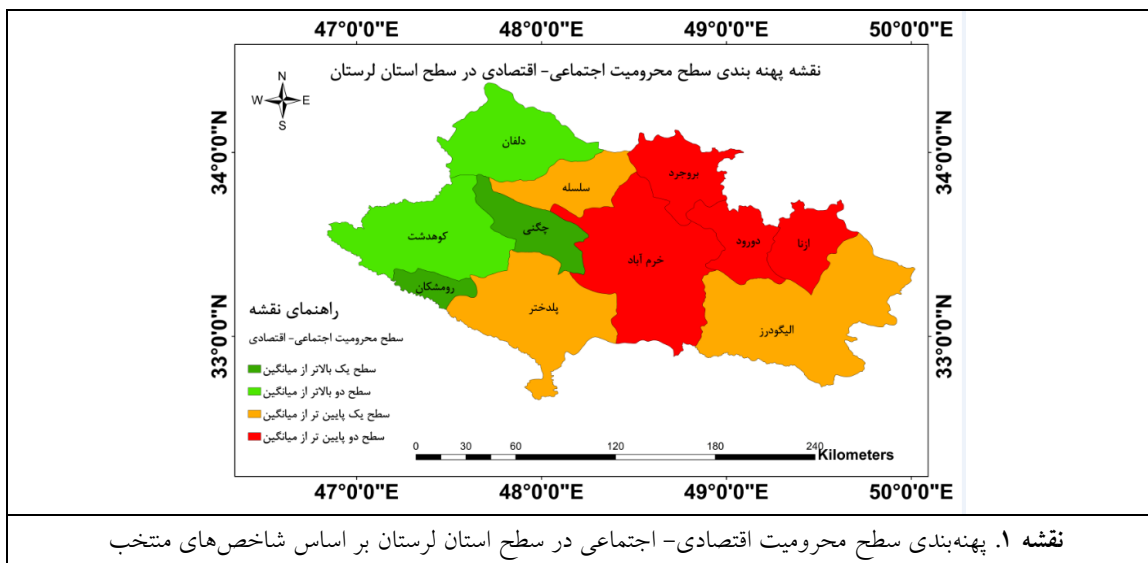 47°0'0"E 48°0'0"E 49°0'0"E 50°0'0"E
نقشه پهنه بندی سطح محرومیت اجتماعی- اقتصادی در سطح استان لرستان
N
W E
S
34°0'0"N 34°0'0"N
دلفان
بروجرد
سلسله
چگنی
کوهدشت
دورود
ازنا
خرم آباد
رومشکان
پلدختر
الیگودرز
33°0'0"N 33°0'0"N
راهنمای نقشه
سطح محرومیت اجتماعی- اقتصادی
سطح یک بالاتر از میانگین
سطح دو بالاتر از میانگین
سطح یک پایین تر از میانگین
سطح دو پایین تر از میانگین
0 30 60 120 180 240
Kilometers
47°0'0"E 48°0'0"E 49°0'0"E 50°0'0"E
نقشه ۱. پهنه‌بندی سطح محرومیت اقتصادی- اجتماعی در سطح استان لرستان بر اساس شاخص‌های منتخب